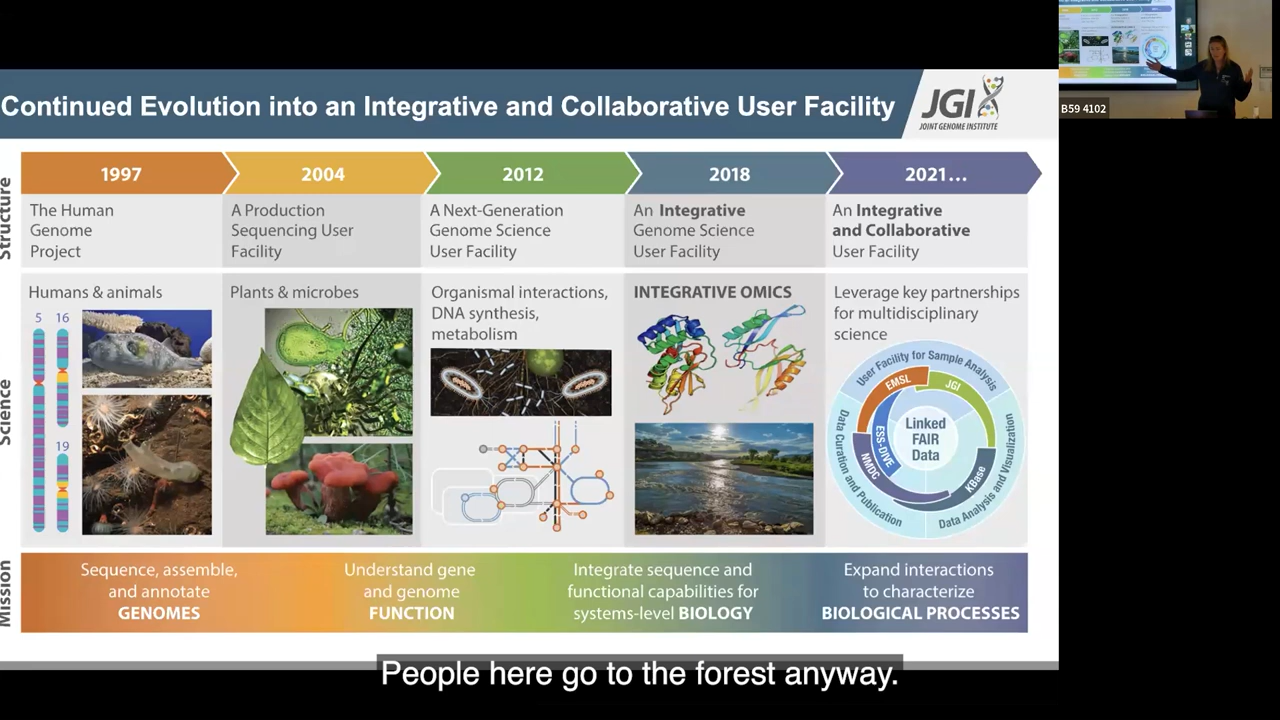 Continued Evolution into an Integrative and Collaborative User Facility
JGI
JOINT GENOME INSTITUTE
B59 4102
Structure
1997
2004
2012
2018
2021...
The Human
Genome
Project
A Production
Sequencing User
Facility
A Next-Generation
Genome Science
User Facility
An Integrative
Genome Science
User Facility
An Integrative
and Collaborative
User Facility
Science
Humans & animals
5
16
19
Plants & microbes
Organismal interactions,
DNA synthesis,
metabolism
INTEGRATIVE OMICS
Leverage key partnerships
for multidisciplinary
science
User Facility for Sample Analysis
EMSL
JGI
Linked
FAIR
Data
ESS-DIVE
NMDC
KBase
Data Curation and Publication
Data Analysis and Visualization
Mission
Sequence, assemble,
and annotate
GENOMES
Understand gene
and genome
FUNCTION
Integrate sequence and
functional capabilities for
systems-level BIOLOGY
Expand interactions
to characterize
BIOLOGICAL PROCESSES
People here go to the forest anyway.